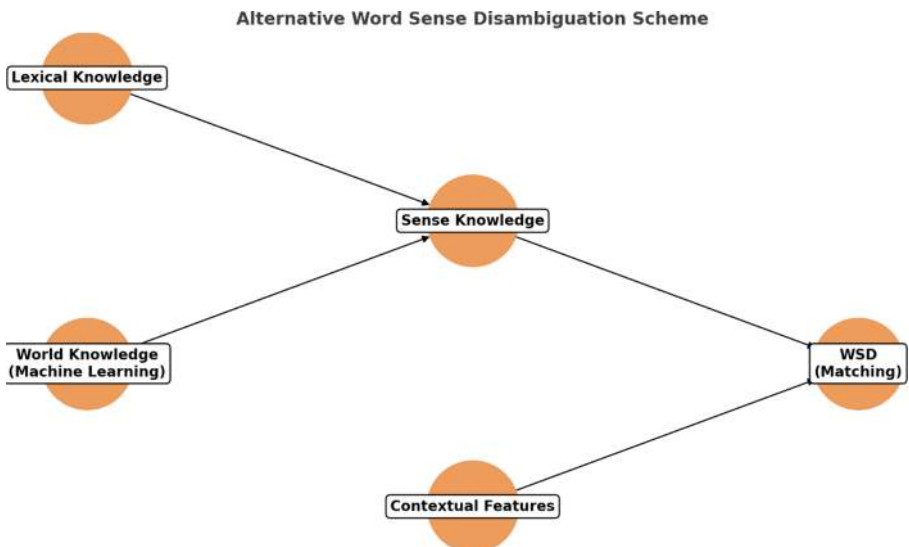 Alternative Word Sense Disambiguation Scheme
Lexical Knowledge
Sense Knowledge
World Knowledge
(Machine Learning)
WSD
(Matching)
Contextual Features